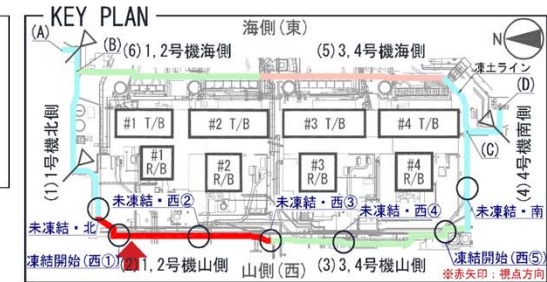 KEY PLAN
海側(東)
N
(A)
(B)
(6)1,2号機海側
(5)3,4号機海側
凍土ライン
(D)
(C)
#1 T/B
#2 T/B
#3 T/B
#4 T/B
#1
R/B
#2
R/B
#3
R/B
#4
R/B
(1)1号機北側
(4)4号機南側
未凍結・北
未凍結・西②
未凍結・西③
未凍結・西④
未凍結・南
凍結開始(西①)
(2)1,2号機山側
山側(西)
(3)3,4号機山側
凍結開始(西⑤)
※赤矢印：視点方向